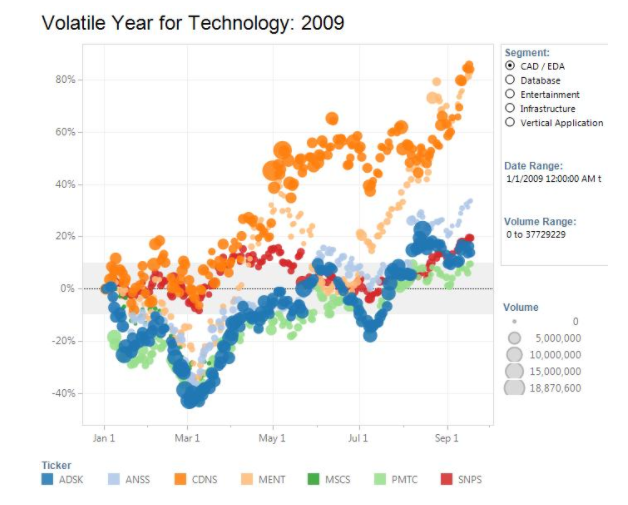 Volatile Year for Technology: 2009
80%
60%
40%
20%
0%
-20%
-40%
Jan 1
Mar 1
May 1
Jul 1
Sep 1
Segment:
CAD / EDA
Database
Entertainment
Infrastructure
Vertical Application
Date Range:
1/1/2009 12:00:00 AM t
Volume Range:
0 to 37729229
Volume
0
5,000,000
10,000,000
15,000,000
18,870,600
Ticker
ADSK ANSS CDNS MENT MSCS PMTC SNPS